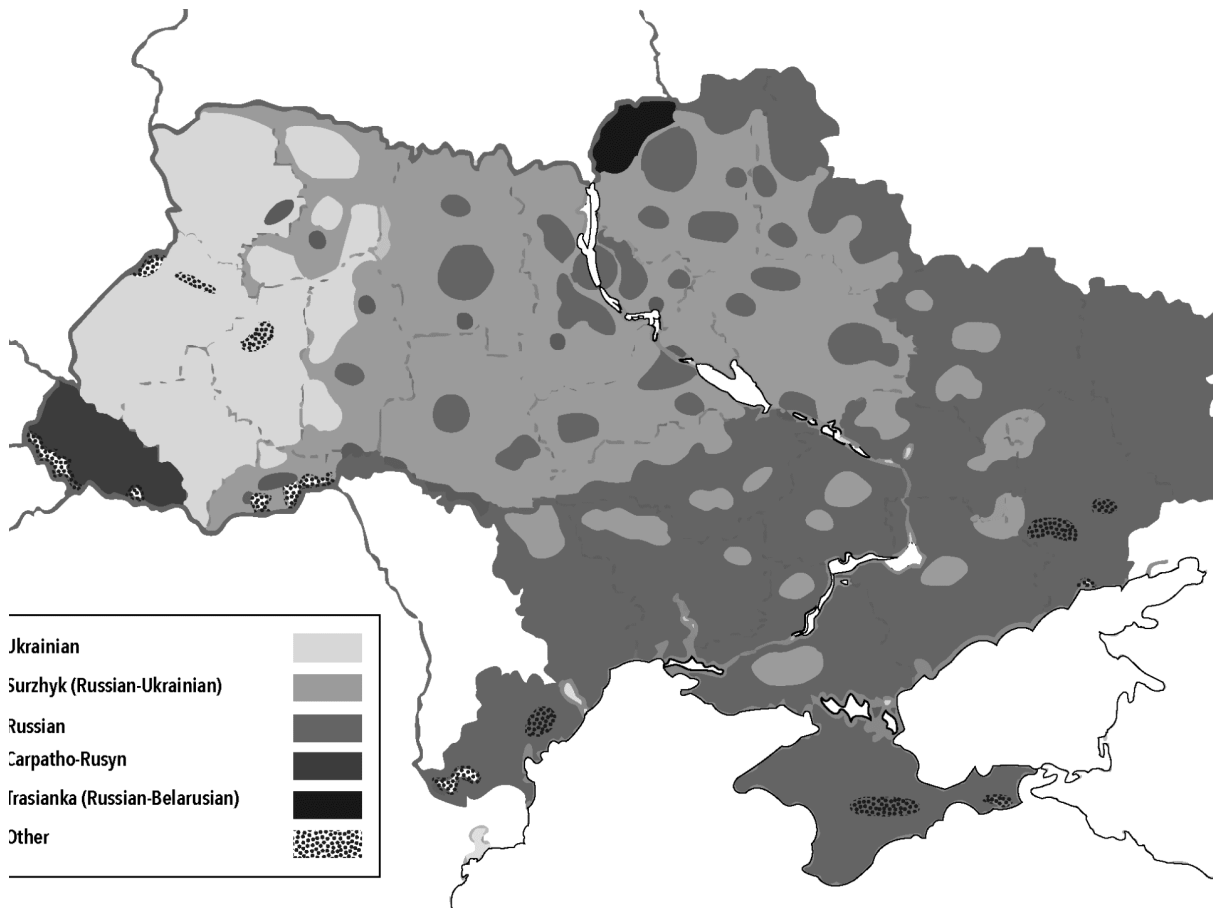 Ukrainian
Surzhyk (Russian-Ukrainian)
Russian
Carpatho-Rusyn
Trasianka (Russian-Belarusian)
Other